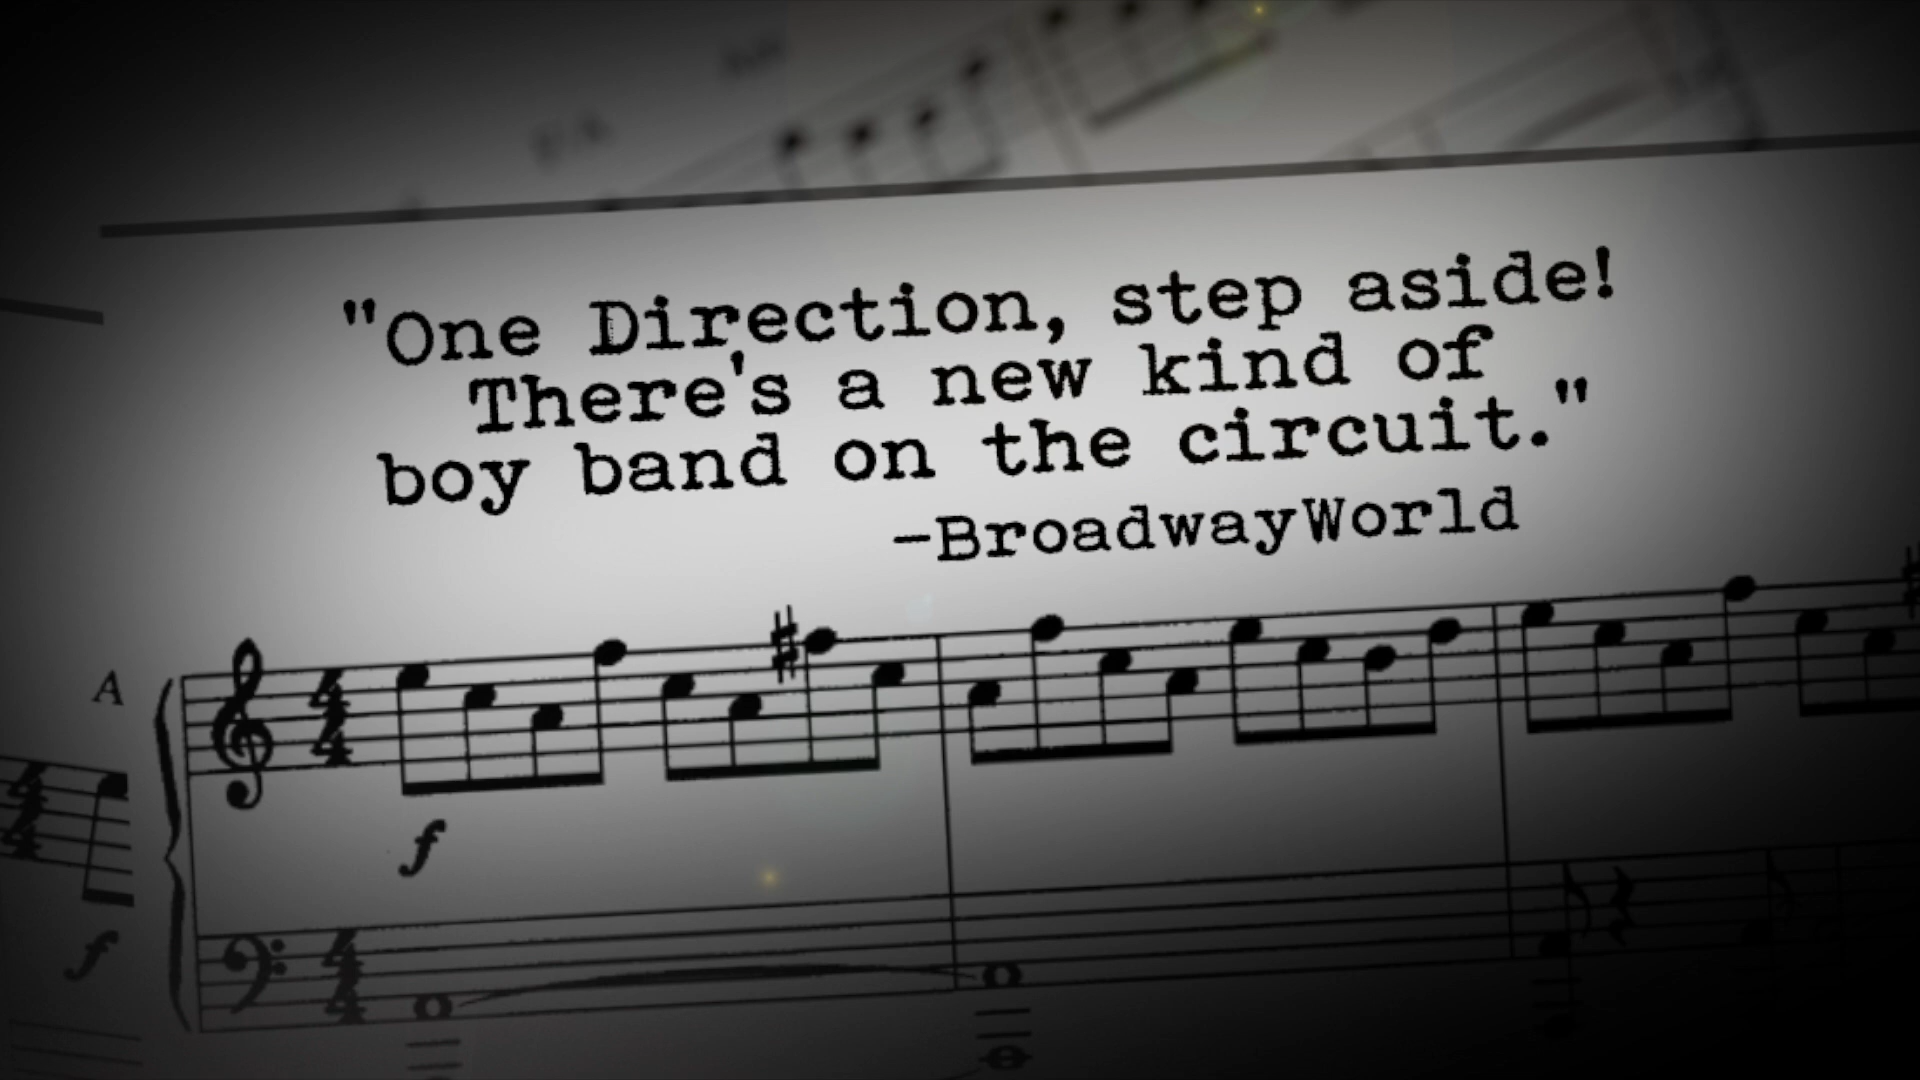 "One Direction, step aside!
There's a new kind of
boy band on the circuit."
-BroadwayWorld
A
f
f